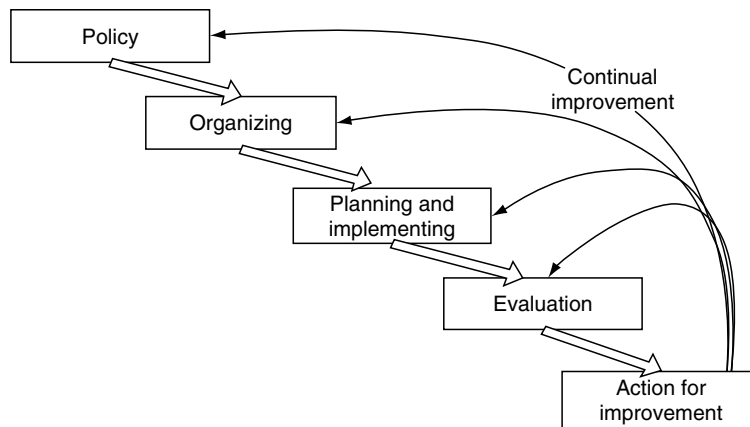 Policy
Continual
improvement
Organizing
Planning and
implementing
Evaluation
Action for
improvement